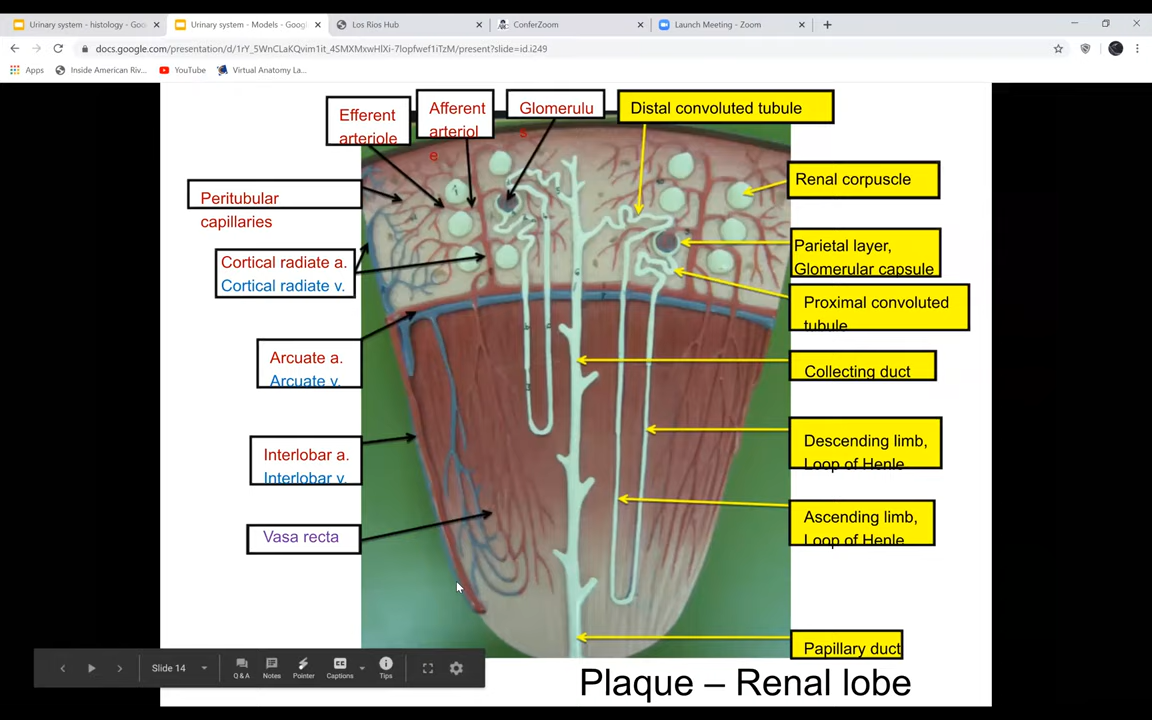 Urinary system - histology - Goo
Urinary system - Models - Googl
Los Rios Hub
ConferZoom
Launch Meeting - Zoom
docs.google.com/presentation/d/1rY_5WnCLaKQvim1it_4SMXMxwHlXi-7lopfwef1iTzM/present?slide=id.i249
Apps
Inside American Riv...
YouTube
Virtual Anatomy La...
Efferent
arteriole
Afferent
arteriol
e
Glomerulu
s
Distal convoluted tubule
Peritubular
capillaries
Renal corpuscle
Cortical radiate a.
Cortical radiate v.
Parietal layer,
Glomerular capsule
Proximal convoluted
tubule
Arcuate a.
Arcuate v.
Collecting duct
Interlobar a.
Interlobar v.
Descending limb,
Loop of Henle
Vasa recta
Ascending limb,
Loop of Henle
Papillary duct
Plaque – Renal lobe
Slide 14
Q & A
Notes
Pointer
CC
Captions
Tips